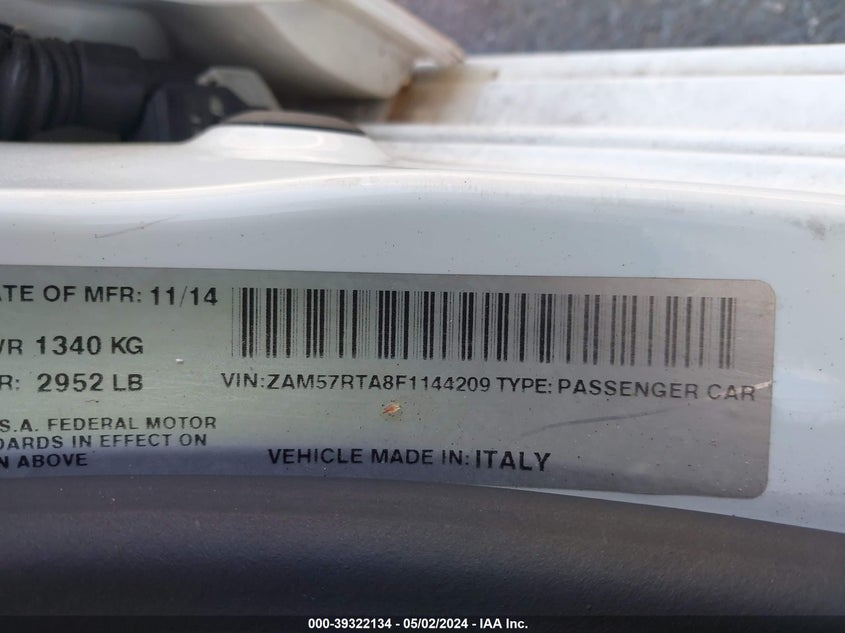 ATE OF MFR: 11/14
WR 1340 KG
R: 2952 LB
VIN:ZAM57RTA8F1144209 TYPE: PASSENGER CAR
S.A. FEDERAL MOTOR
DARDS IN EFFECT ON
N ABOVE
VEHICLE MADE IN: ITALY
000-39322134 - 05/02/2024 - IAA Inc.